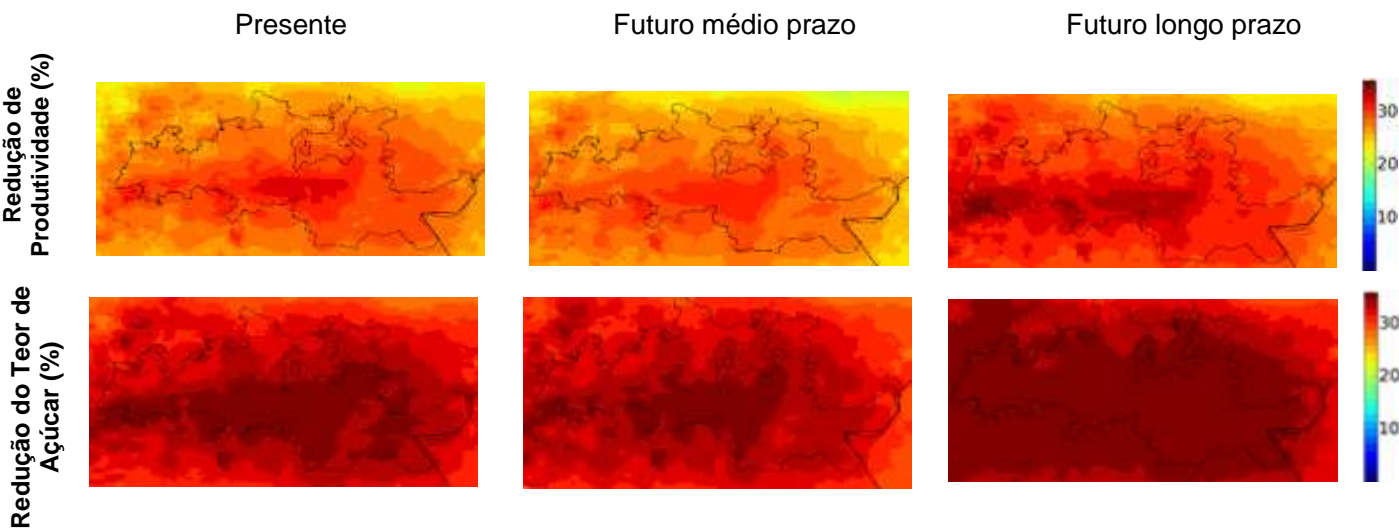 Presente
Futuro médio prazo
Futuro longo prazo
Redução de
Produtividade (%)
30
20
10
Redução do Teor de
Açúcar (%)
30
20
10